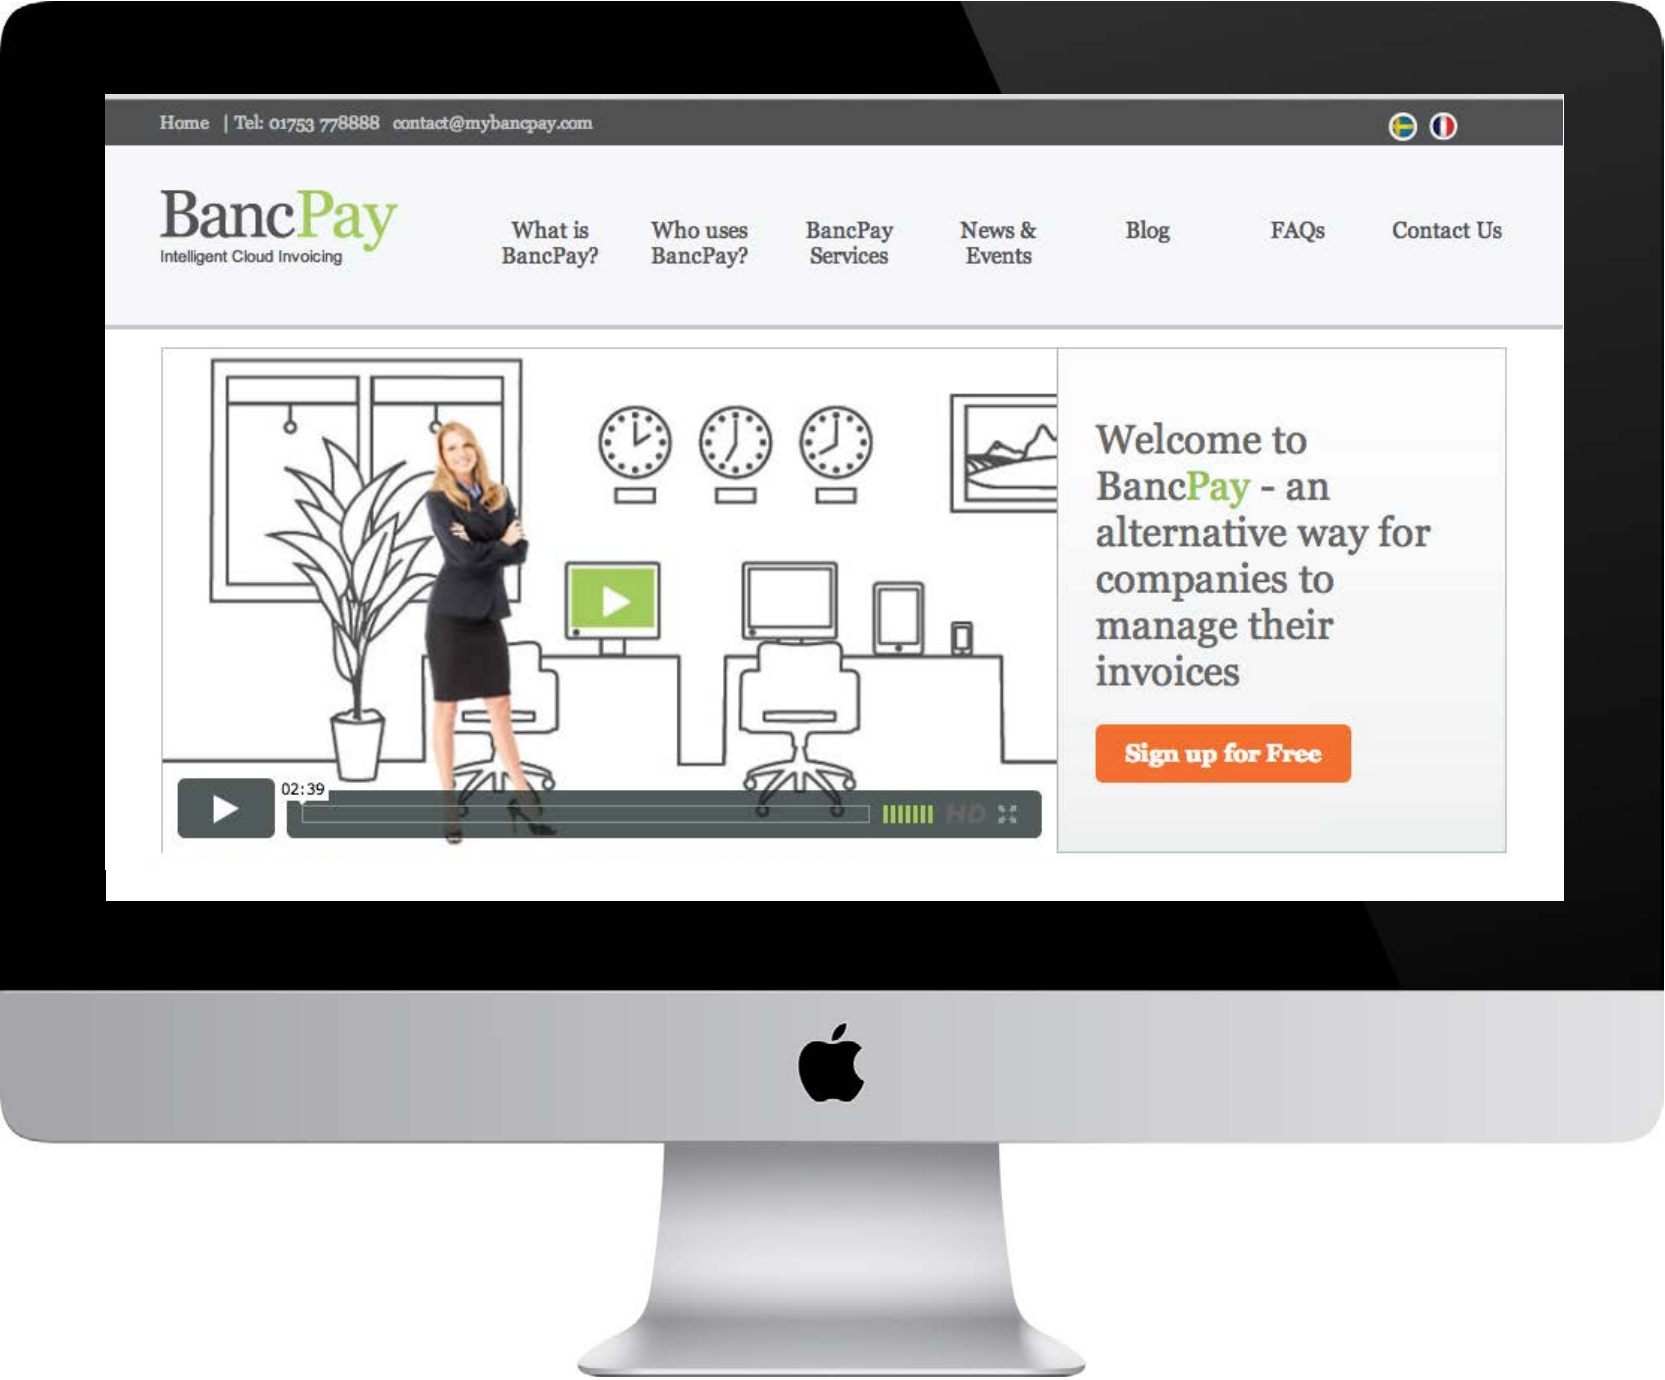 Home | Tel: 01753 778888 contact@mybancpay.com
BancPay
Intelligent Cloud Invoicing
What is
BancPay?
Who uses
BancPay?
BancPay
Services
News &
Events
Blog
FAQs
Contact Us
Welcome to
BancPay - an
alternative way for
companies to
manage their
invoices
Sign up for Free
02:39
HD